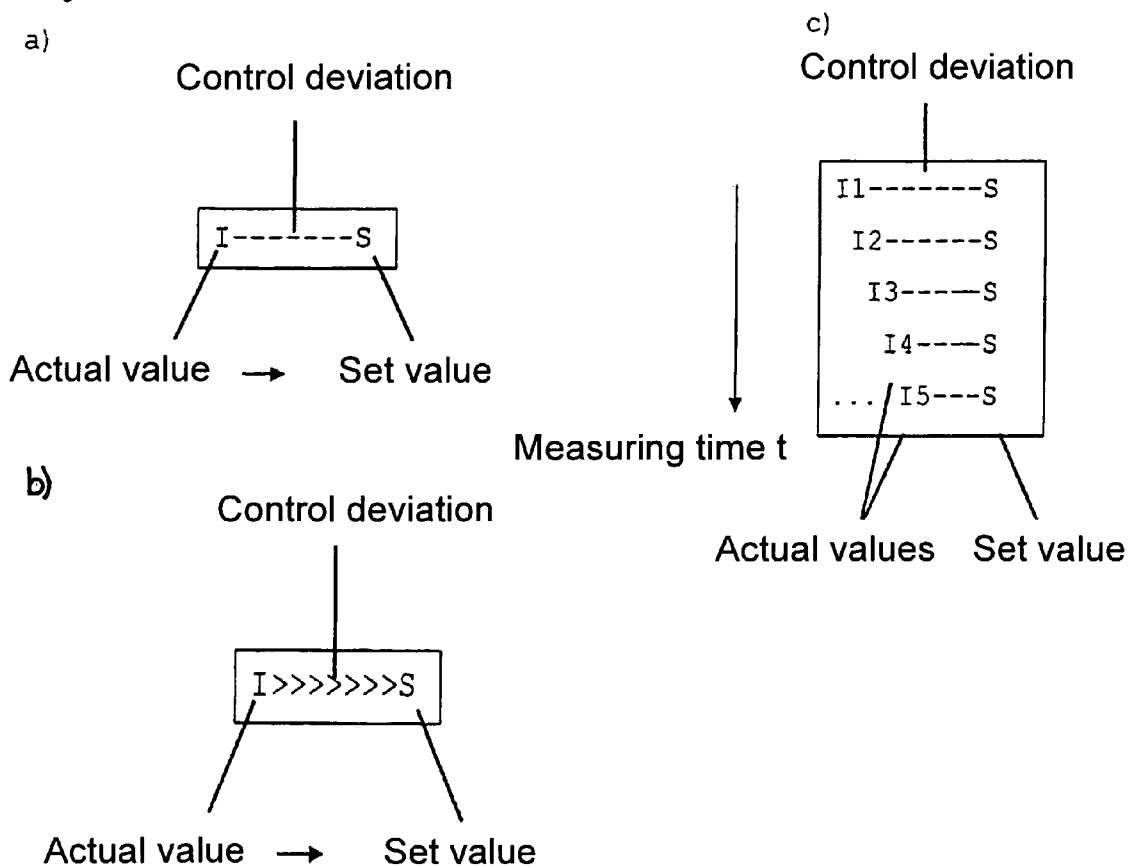 a)
Control deviation
I-------S
Actual value → Set value
b)
Control deviation
I>>>>>>>S
Actual value → Set value
c)
Control deviation
I1-------S
I2------S
I3-----S
I4----S
... I5---S
Measuring time t
Actual values Set value